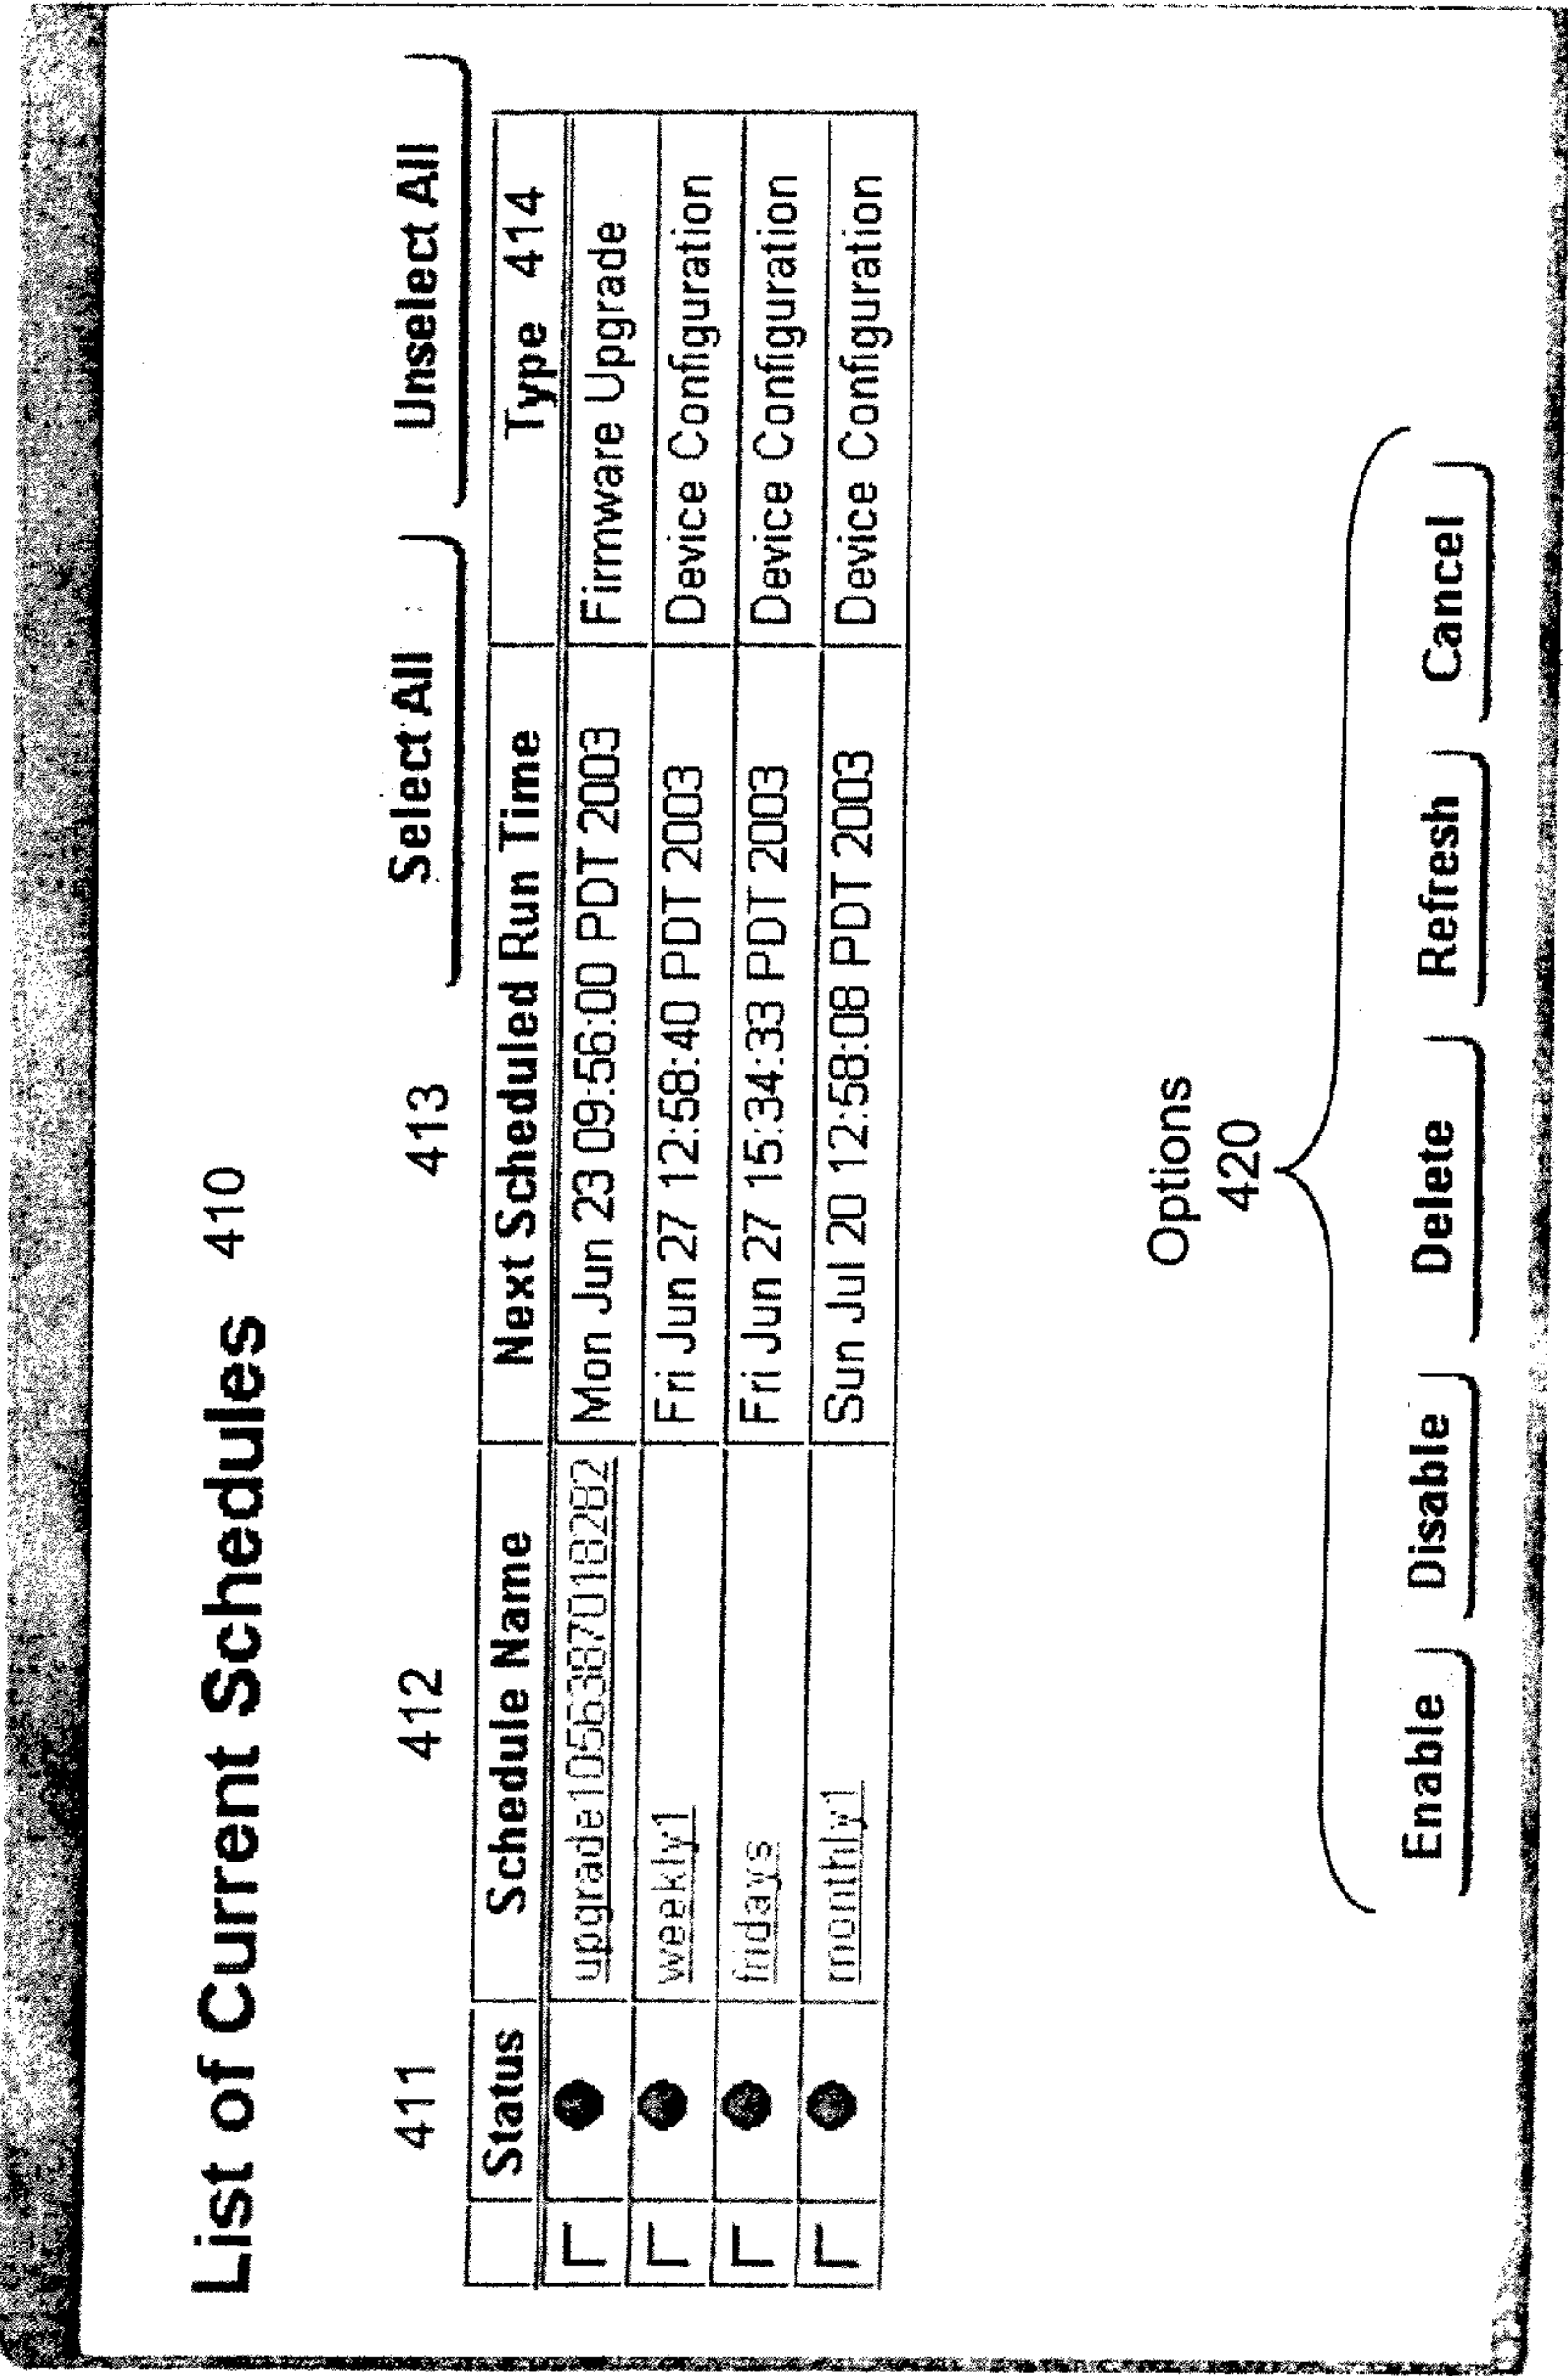 List of Current Schedules 410
Select All Unselect All
411 412 413
Status Schedule Name Next Scheduled Run Time Type 414
upgrade1056387018282 Mon Jun 23 09:56:00 PDT 2003 Firmware Upgrade
weekly1 Fri Jun 27 12:58:40 PDT 2003 Device Configuration
fridays Fri Jun 27 15:34:33 PDT 2003 Device Configuration
monthly1 Sun Jul 20 12:58:08 PDT 2003 Device Configuration
Options
420
Enable Disable Delete Refresh Cancel